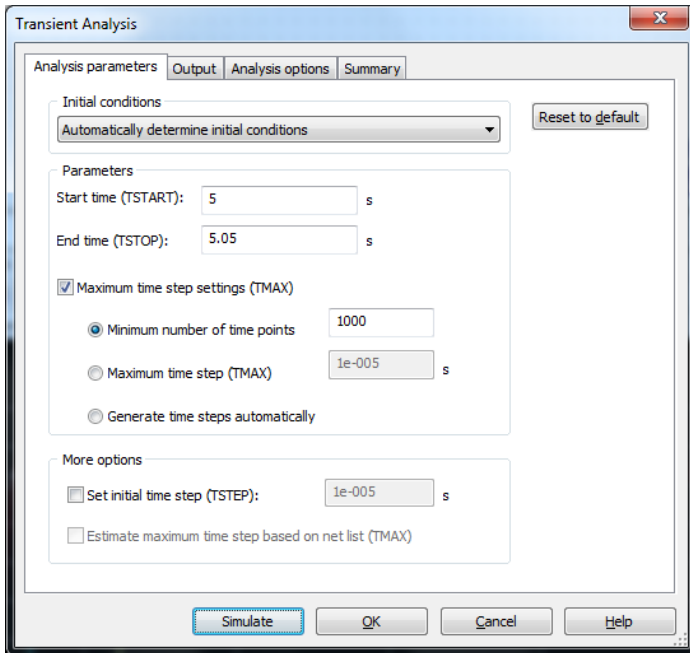 Transient Analysis
Analysis parameters Output Analysis options Summary
Initial conditions
Automatically determine initial conditions
Reset to default
Parameters
Start time (TSTART): 5 s
End time (TSTOP): 5.05 s
Maximum time step settings (TMAX)
Minimum number of time points 1000
Maximum time step (TMAX) 1e-005 s
Generate time steps automatically
More options
Set initial time step (TSTEP): 1e-005 s
Estimate maximum time step based on net list (TMAX)
Simulate OK Cancel Help